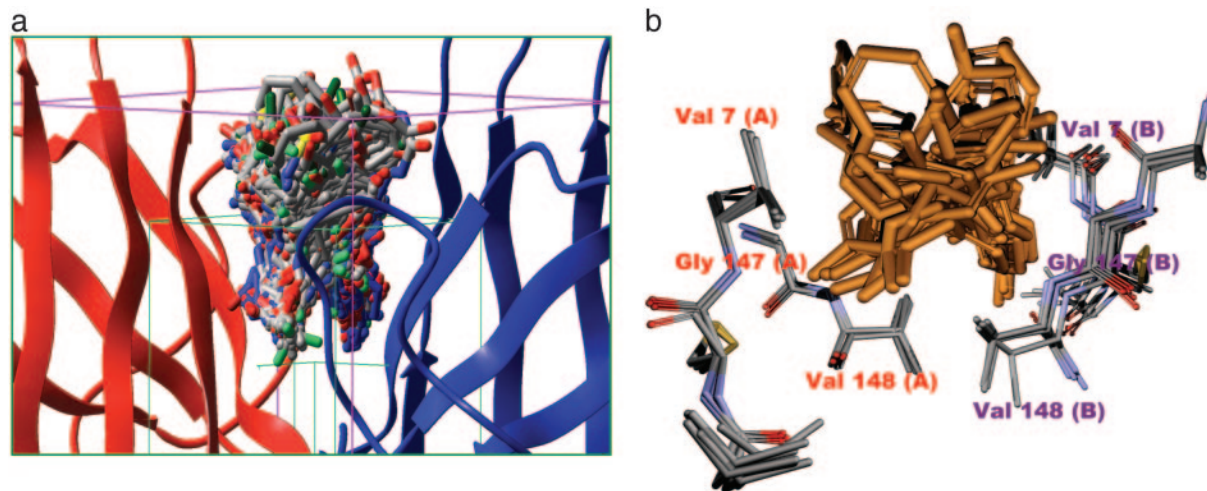 a
b
Val 7 (A)
Val 7 (B)
Gly 147 (A)
Gly 147 (B)
Val 148 (A)
Val 148 (B)